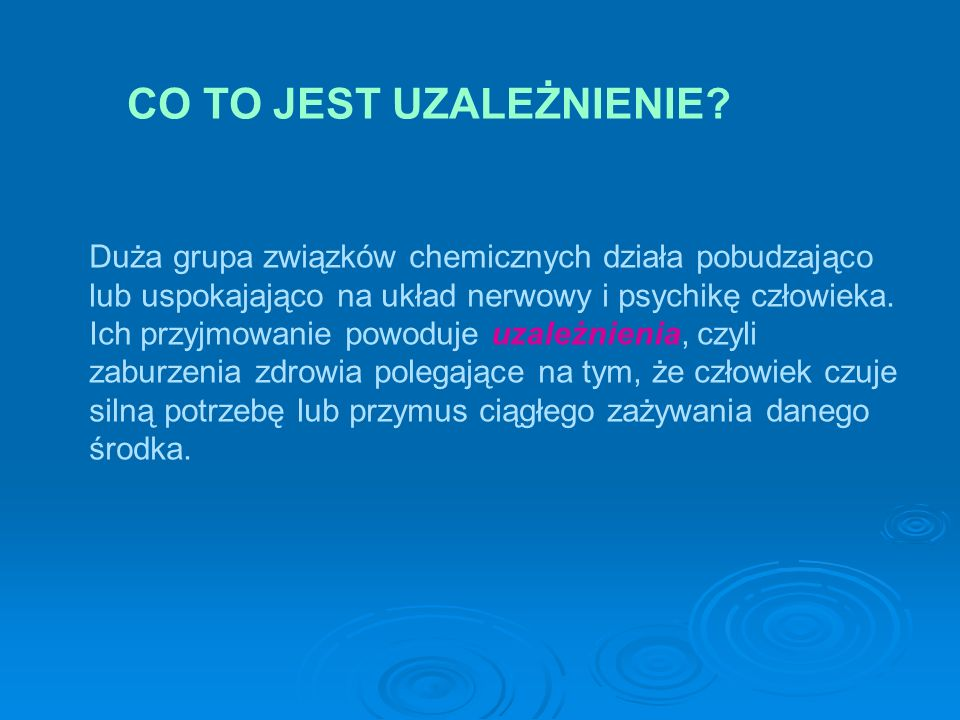 CO TO JEST UZALEŻNIENIE?
Duża grupa związków chemicznych działa pobudzająco
lub uspokajająco na układ nerwowy i psychikę człowieka.
Ich przyjmowanie powoduje uzależnienia, czyli
zaburzenia zdrowia polegające na tym, że człowiek czuje
silną potrzebę lub przymus ciągłego zażywania danego
środka.